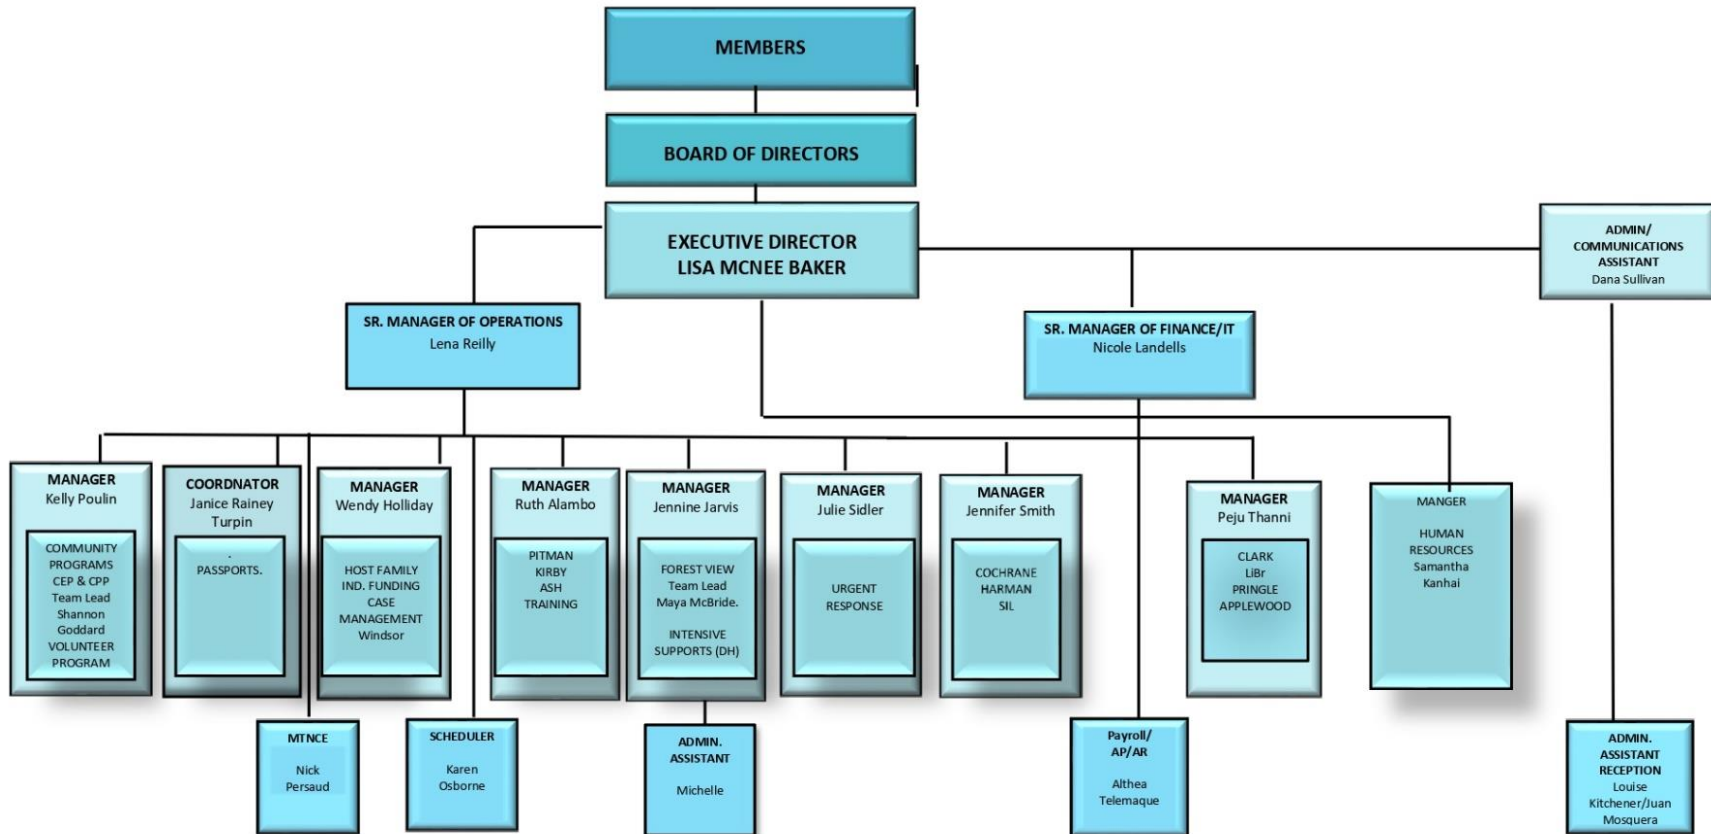 MEMBERS
BOARD OF DIRECTORS
EXECUTIVE DIRECTOR
LISA MCNEE BAKER
ADMIN/
COMMUNICATIONS
ASSISTANT
Dana Sullivan
SR. MANAGER OF OPERATIONS
Lena Reilly
SR. MANAGER OF FINANCE/IT
Nicole Landells
MANAGER
Kelly Poulin
COMMUNITY
PROGRAMS
CEP & CPP
Team Lead
Shannon
Goddard
VOLUNTEER
PROGRAM
COORDNATOR
Janice Rainey
Turpin
.
PASSPORTS.
MANAGER
Wendy Holliday
HOST FAMILY
IND. FUNDING
CASE
MANAGEMENT
Windsor
MANAGER
Ruth Alambo
PITMAN
KIRBY
ASH
TRAINING
MANAGER
Jennine Jarvis
FOREST VIEW
Team Lead
Maya McBride.
INTENSIVE
SUPPORTS (DH)
MANAGER
Julie Sidler
URGENT
RESPONSE
MANAGER
Jennifer Smith
COCHRANE
HARMAN
SIL
MANAGER
Peju Thanni
CLARK
LiBr
PRINGLE
APPLEWOOD
MANGER
HUMAN
RESOURCES
Samantha
Kanhai
MTNCE
Nick
Persaud
SCHEDULER
Karen
Osborne
ADMIN.
ASSISTANT
Michelle
Payroll/
AP/AR
Althea
Telemaque
ADMIN.
ASSISTANT
RECEPTION
Louise
Kitchener/Juan
Mosquera